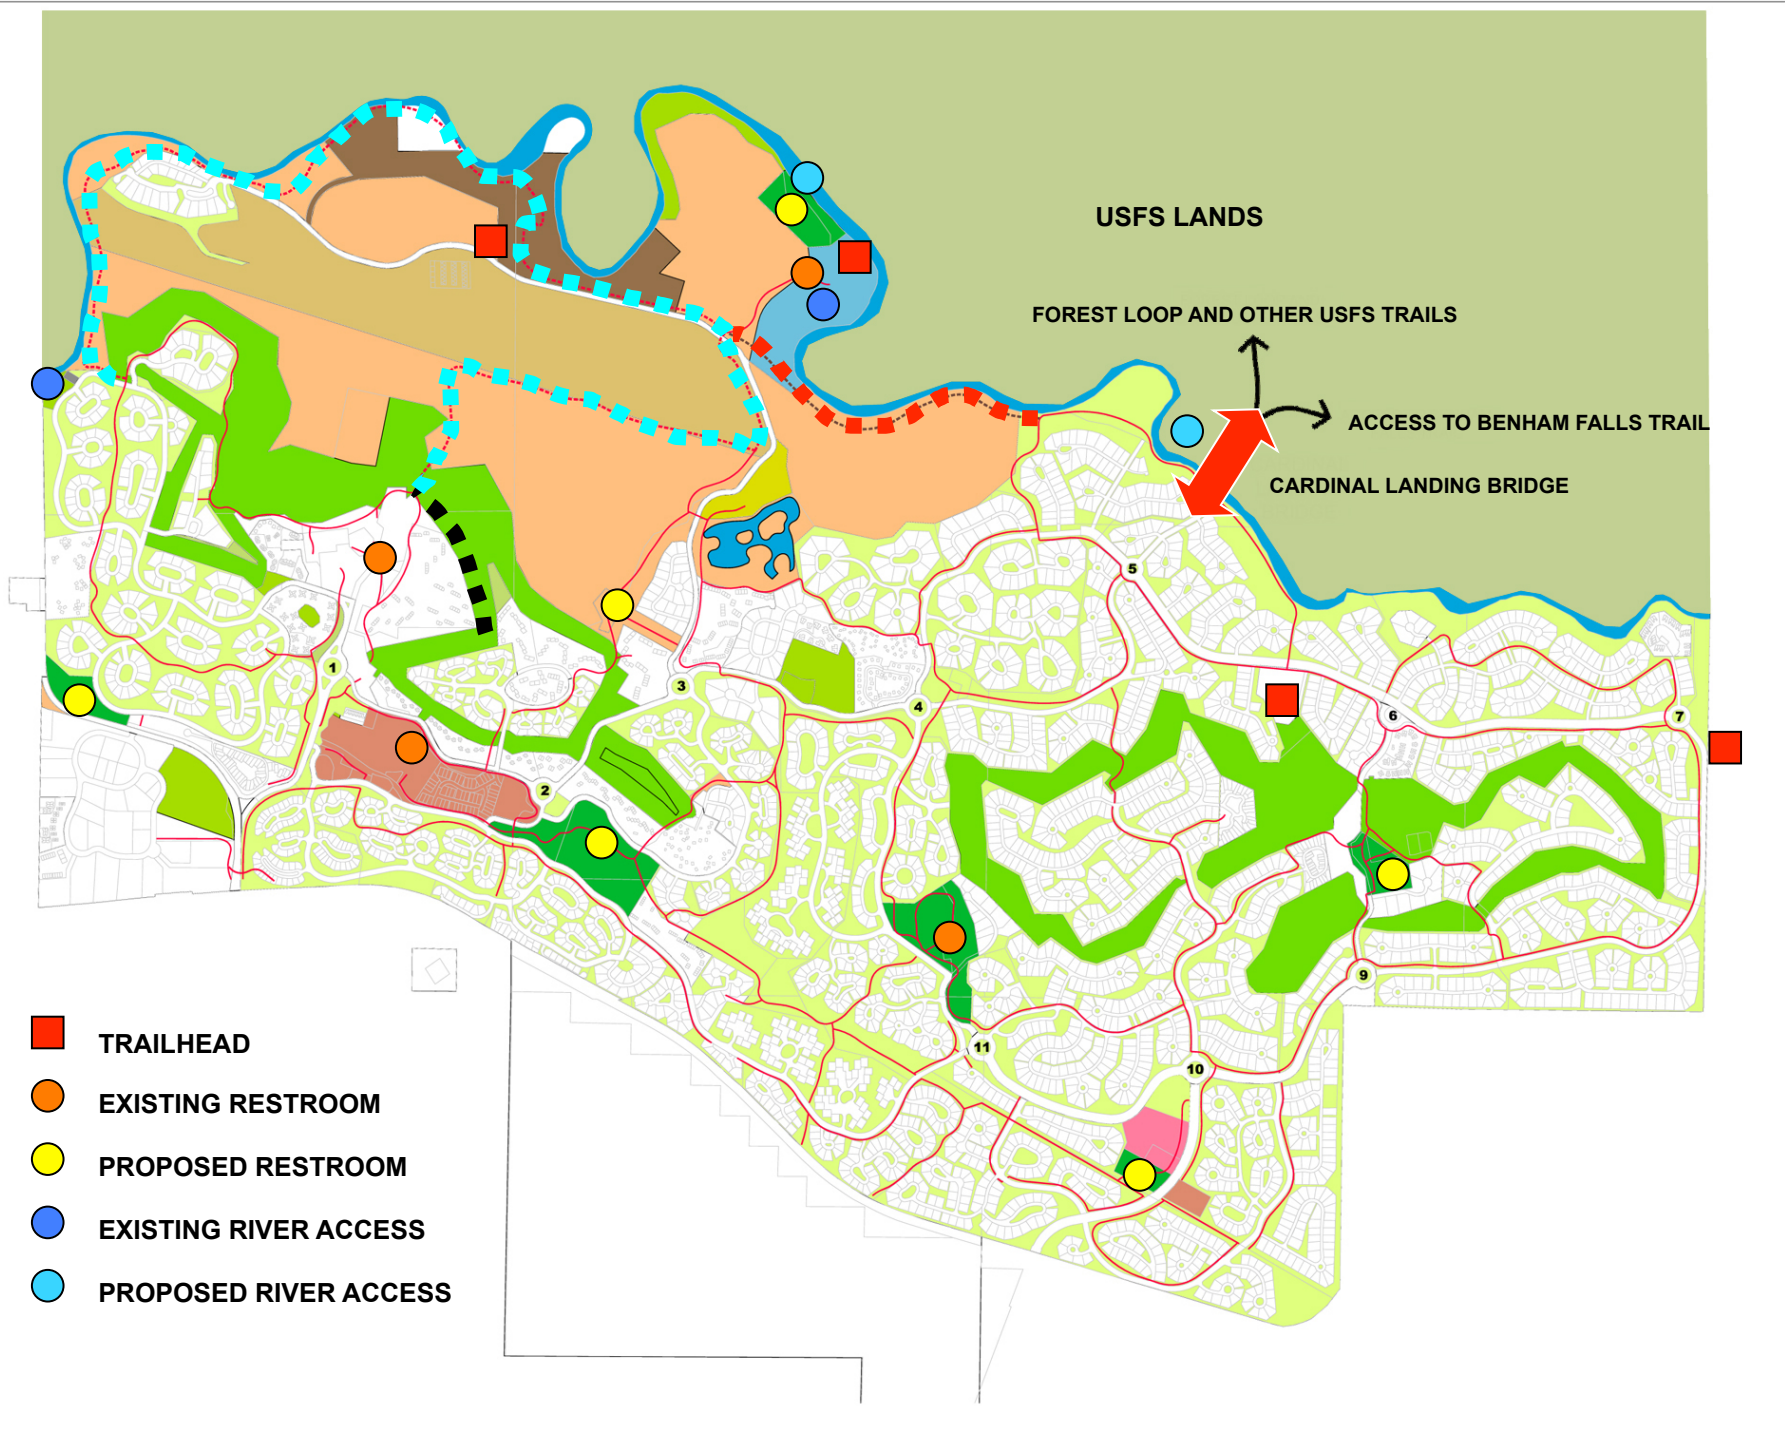 USFS LANDS
FOREST LOOP AND OTHER USFS TRAILS
ACCESS TO BENHAM FALLS TRAIL
CARDINAL LANDING BRIDGE
5
1
3
4
6
7
2
9
11
10
TRAILHEAD
EXISTING RESTROOM
PROPOSED RESTROOM
EXISTING RIVER ACCESS
PROPOSED RIVER ACCESS